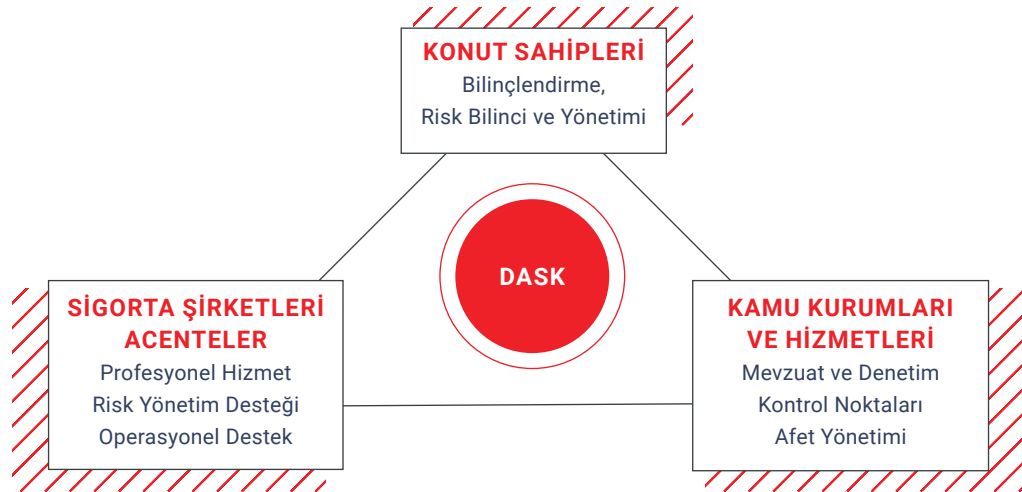 KONUT SAHİPLERİ
Bilinçlendirme,
Risk Bilinci ve Yönetimi
DASK
SİGORTA ŞİRKETLERİ
ACENTELER
Profesyonel Hizmet
Risk Yönetim Desteği
Operasyonel Destek
KAMU KURUMLARI
VE HİZMETLERİ
Mevzuat ve Denetim
Kontrol Noktaları
Afet Yönetimi